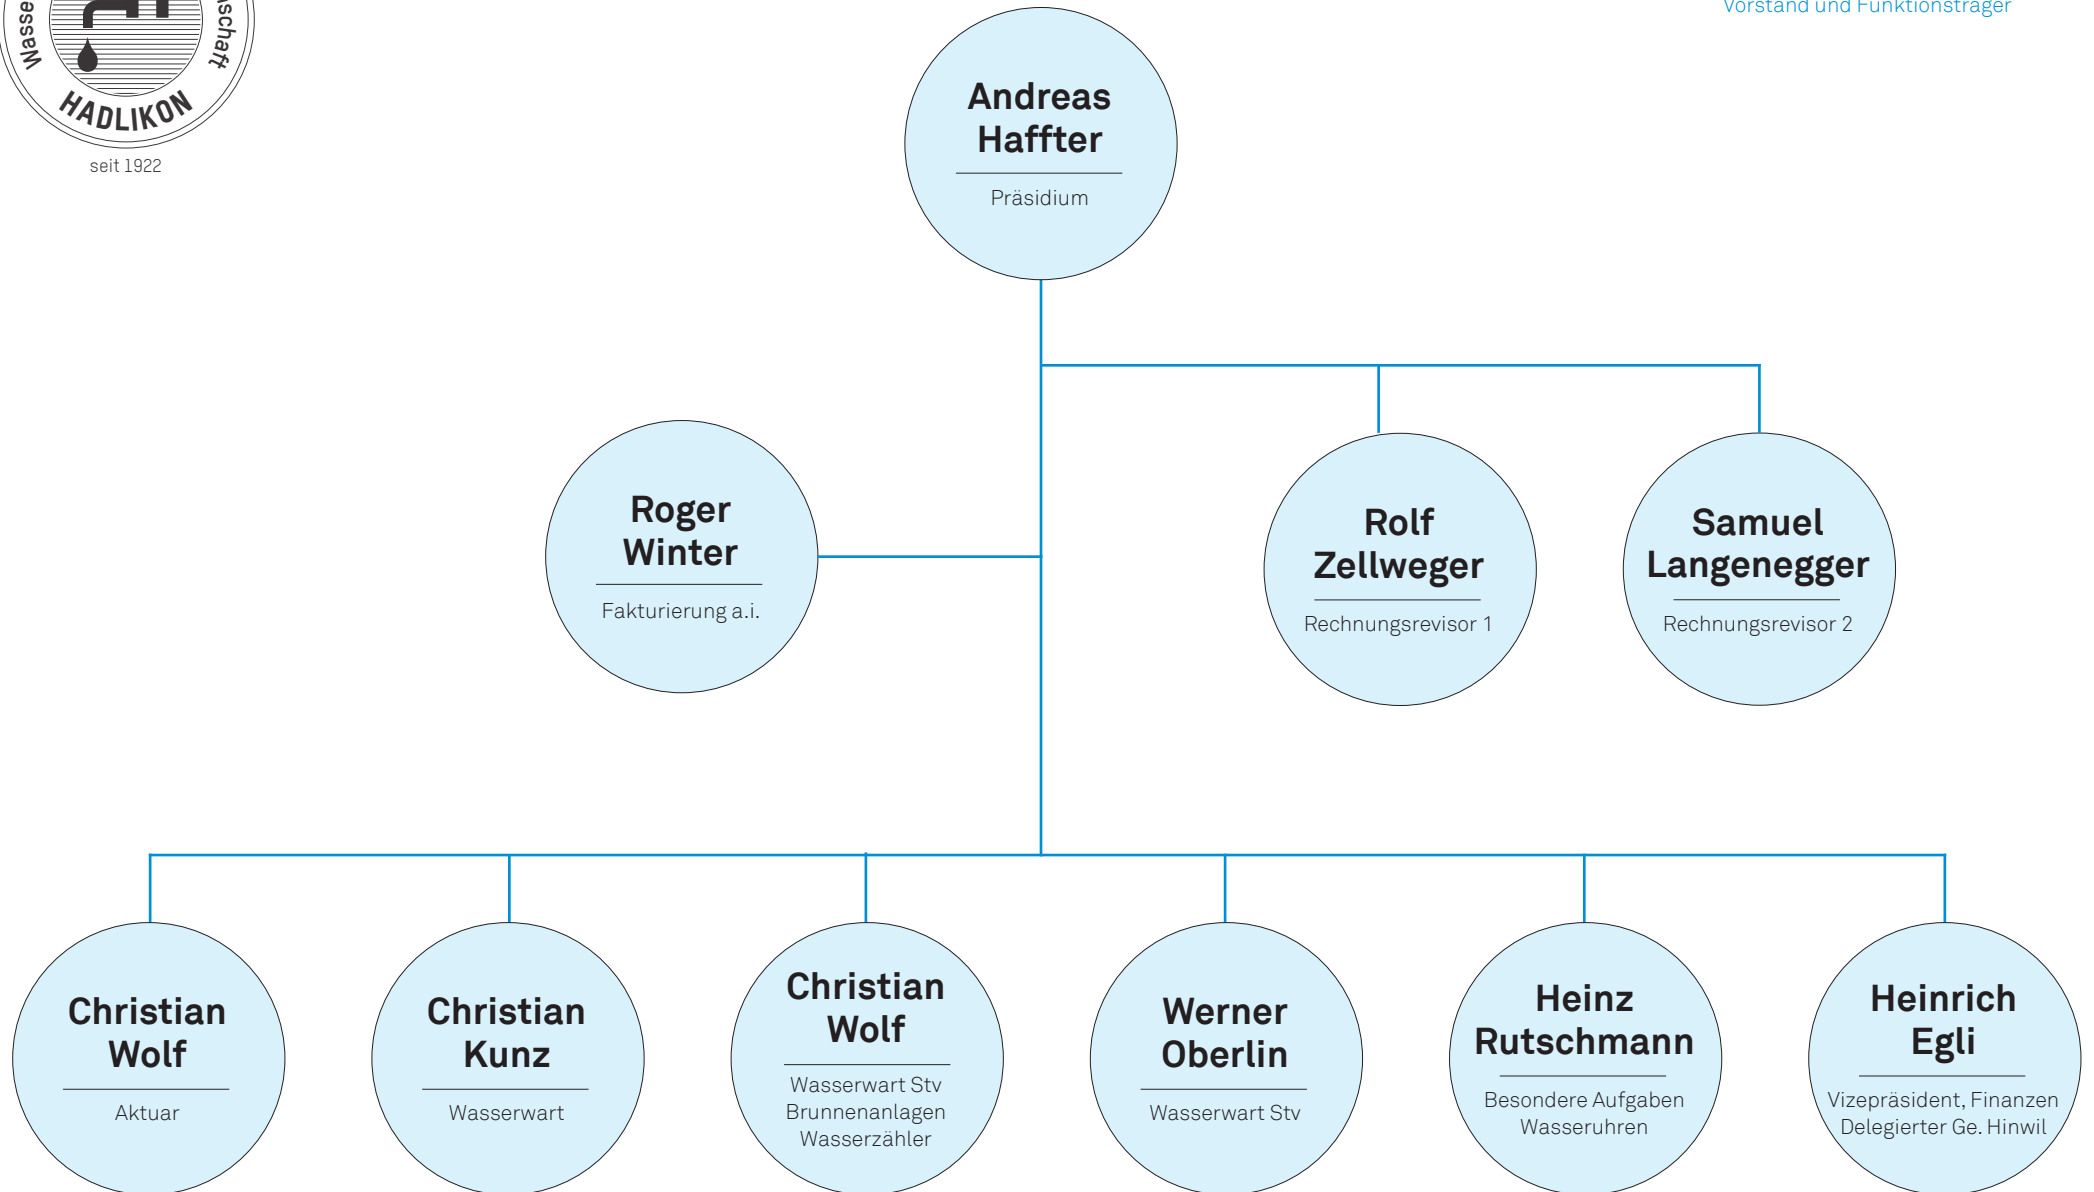 HADLIKON
seit 1922
Vorstand und Funktionsträger
Andreas
Haffter
Präsidium
Roger
Winter
Fakturierung a.i.
Rolf
Zellweger
Rechnungsrevisor 1
Samuel
Langenegger
Rechnungsrevisor 2
Christian
Wolf
Aktuar
Christian
Kunz
Wasserwart
Christian
Wolf
Wasserwart Stv
Brunnenanlagen
Wasserzähler
Werner
Oberlin
Wasserwart Stv
Heinz
Rutschmann
Besondere Aufgaben
Wasseruhren
Heinrich
Egli
Vizepräsident, Finanzen
Delegierter Ge. Hinwil